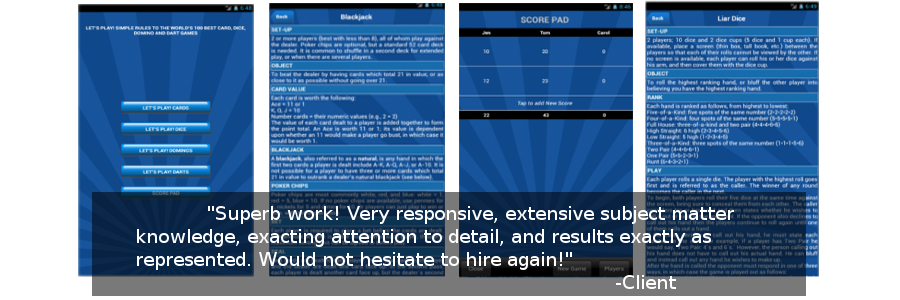 LET'S PLAY: SIMPLE RULES TO THE WORLD'S 100 BEST CARD, DICE,
DOMINO AND DART GAMES
LET'S PLAY! CARDS
LET'S PLAY! DICE
LET'S PLAY! DOMINOS
LET'S PLAY! DARTS
SCORE PAD
6:48
Back
Blackjack
SET-UP
2 or more players (best with less than 8), all of whom play against
the dealer. Poker chips are optional, but a standard 52 card deck
is needed. It is common to shuffle in a second deck for extended
play, or when there are several players.
OBJECT
To beat the dealer by having cards which total 21 in value, or as
close to it as possible without going over 21.
CARD VALUE
Each card is worth the following:
Ace = 11 or 1
K, Q, J = 10
Number cards = their numeric values (e.g., 2 = 2)
The value of each card dealt to a player is added together to form
the point total. An Ace is worth 11 or 1; its value is dependent
upon whether an 11 would make a player go bust, in which case it
would be worth 1.
BLACKJACK
A blackjack, also referred to as a natural, is any hand in which the
first two cards a player is dealt include A-K, A-Q, A-J, or A-10. It is
not possible for a player to have three or more cards which total
21 in value to outrank a dealer's natural blackjack (see below).
POKER CHIPS
SCORE PAD
Jen Tom Carol
10 20 0
12 23 0
Tap to add New Score
22 43 0
Close New Game Players
6:49
Back
Liar Dice
SET-UP
2 players; 10 dice and 2 dice cups (5 dice and 1 cup each). If
available, place a screen (thin box, tall book, etc.) between the
players so that each of their rolls cannot be viewed by the other. If
no screen is available, each player can roll his or her dice against
his arm, and then cover them with the dice cup.
OBJECT
To roll the highest ranking hand, or bluff the other player into
believing you have the highest ranking hand.
RANK
Each hand is ranked as follows, from highest to lowest:
Five-of-a-Kind: five spots of the same number (2-2-2-2-2)
Four-of-a-Kind: four spots of the same number (5-5-5-5-1)
Full House: three-of-a-kind and two pair (4-4-4-6-6)
High Straight: 6 high (2-3-4-5-6)
Low Straight: 5 high (1-2-3-4-5)
Three-of-a-Kind: three spots of the same number (1-1-1-5-6)
Two Pair (4-4-6-6-1)
One Pair (5-5-2-3-1)
Runt (6-4-3-2-1)
PLAY
Each player rolls a single dice. The player with the highest roll goes
first and is referred to as the caller. The winner of any round
becomes the caller in the next.
"Superb work! Very responsive, extensive subject matter
knowledge, exacting attention to detail, and results exactly as
represented. Would not hesitate to hire again!"
-Client